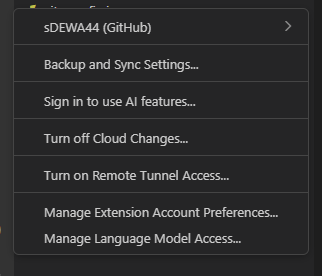 sDEWA44 (GitHub)
Backup and Sync Settings...
Sign in to use AI features...
Turn off Cloud Changes...
Turn on Remote Tunnel Access...
Manage Extension Account Preferences...
Manage Language Model Access...